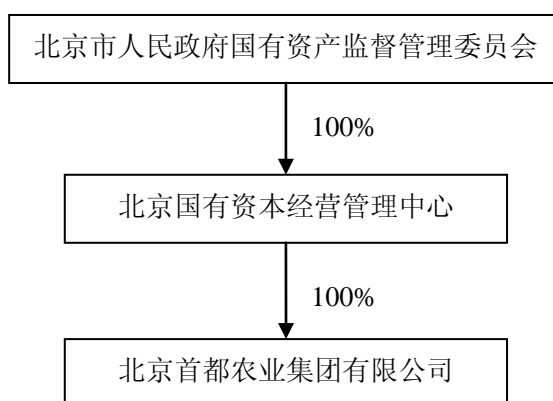 北京市人民政府国有资产监督管理委员会
100%
北京国有资本经营管理中心
100%
北京首都农业集团有限公司